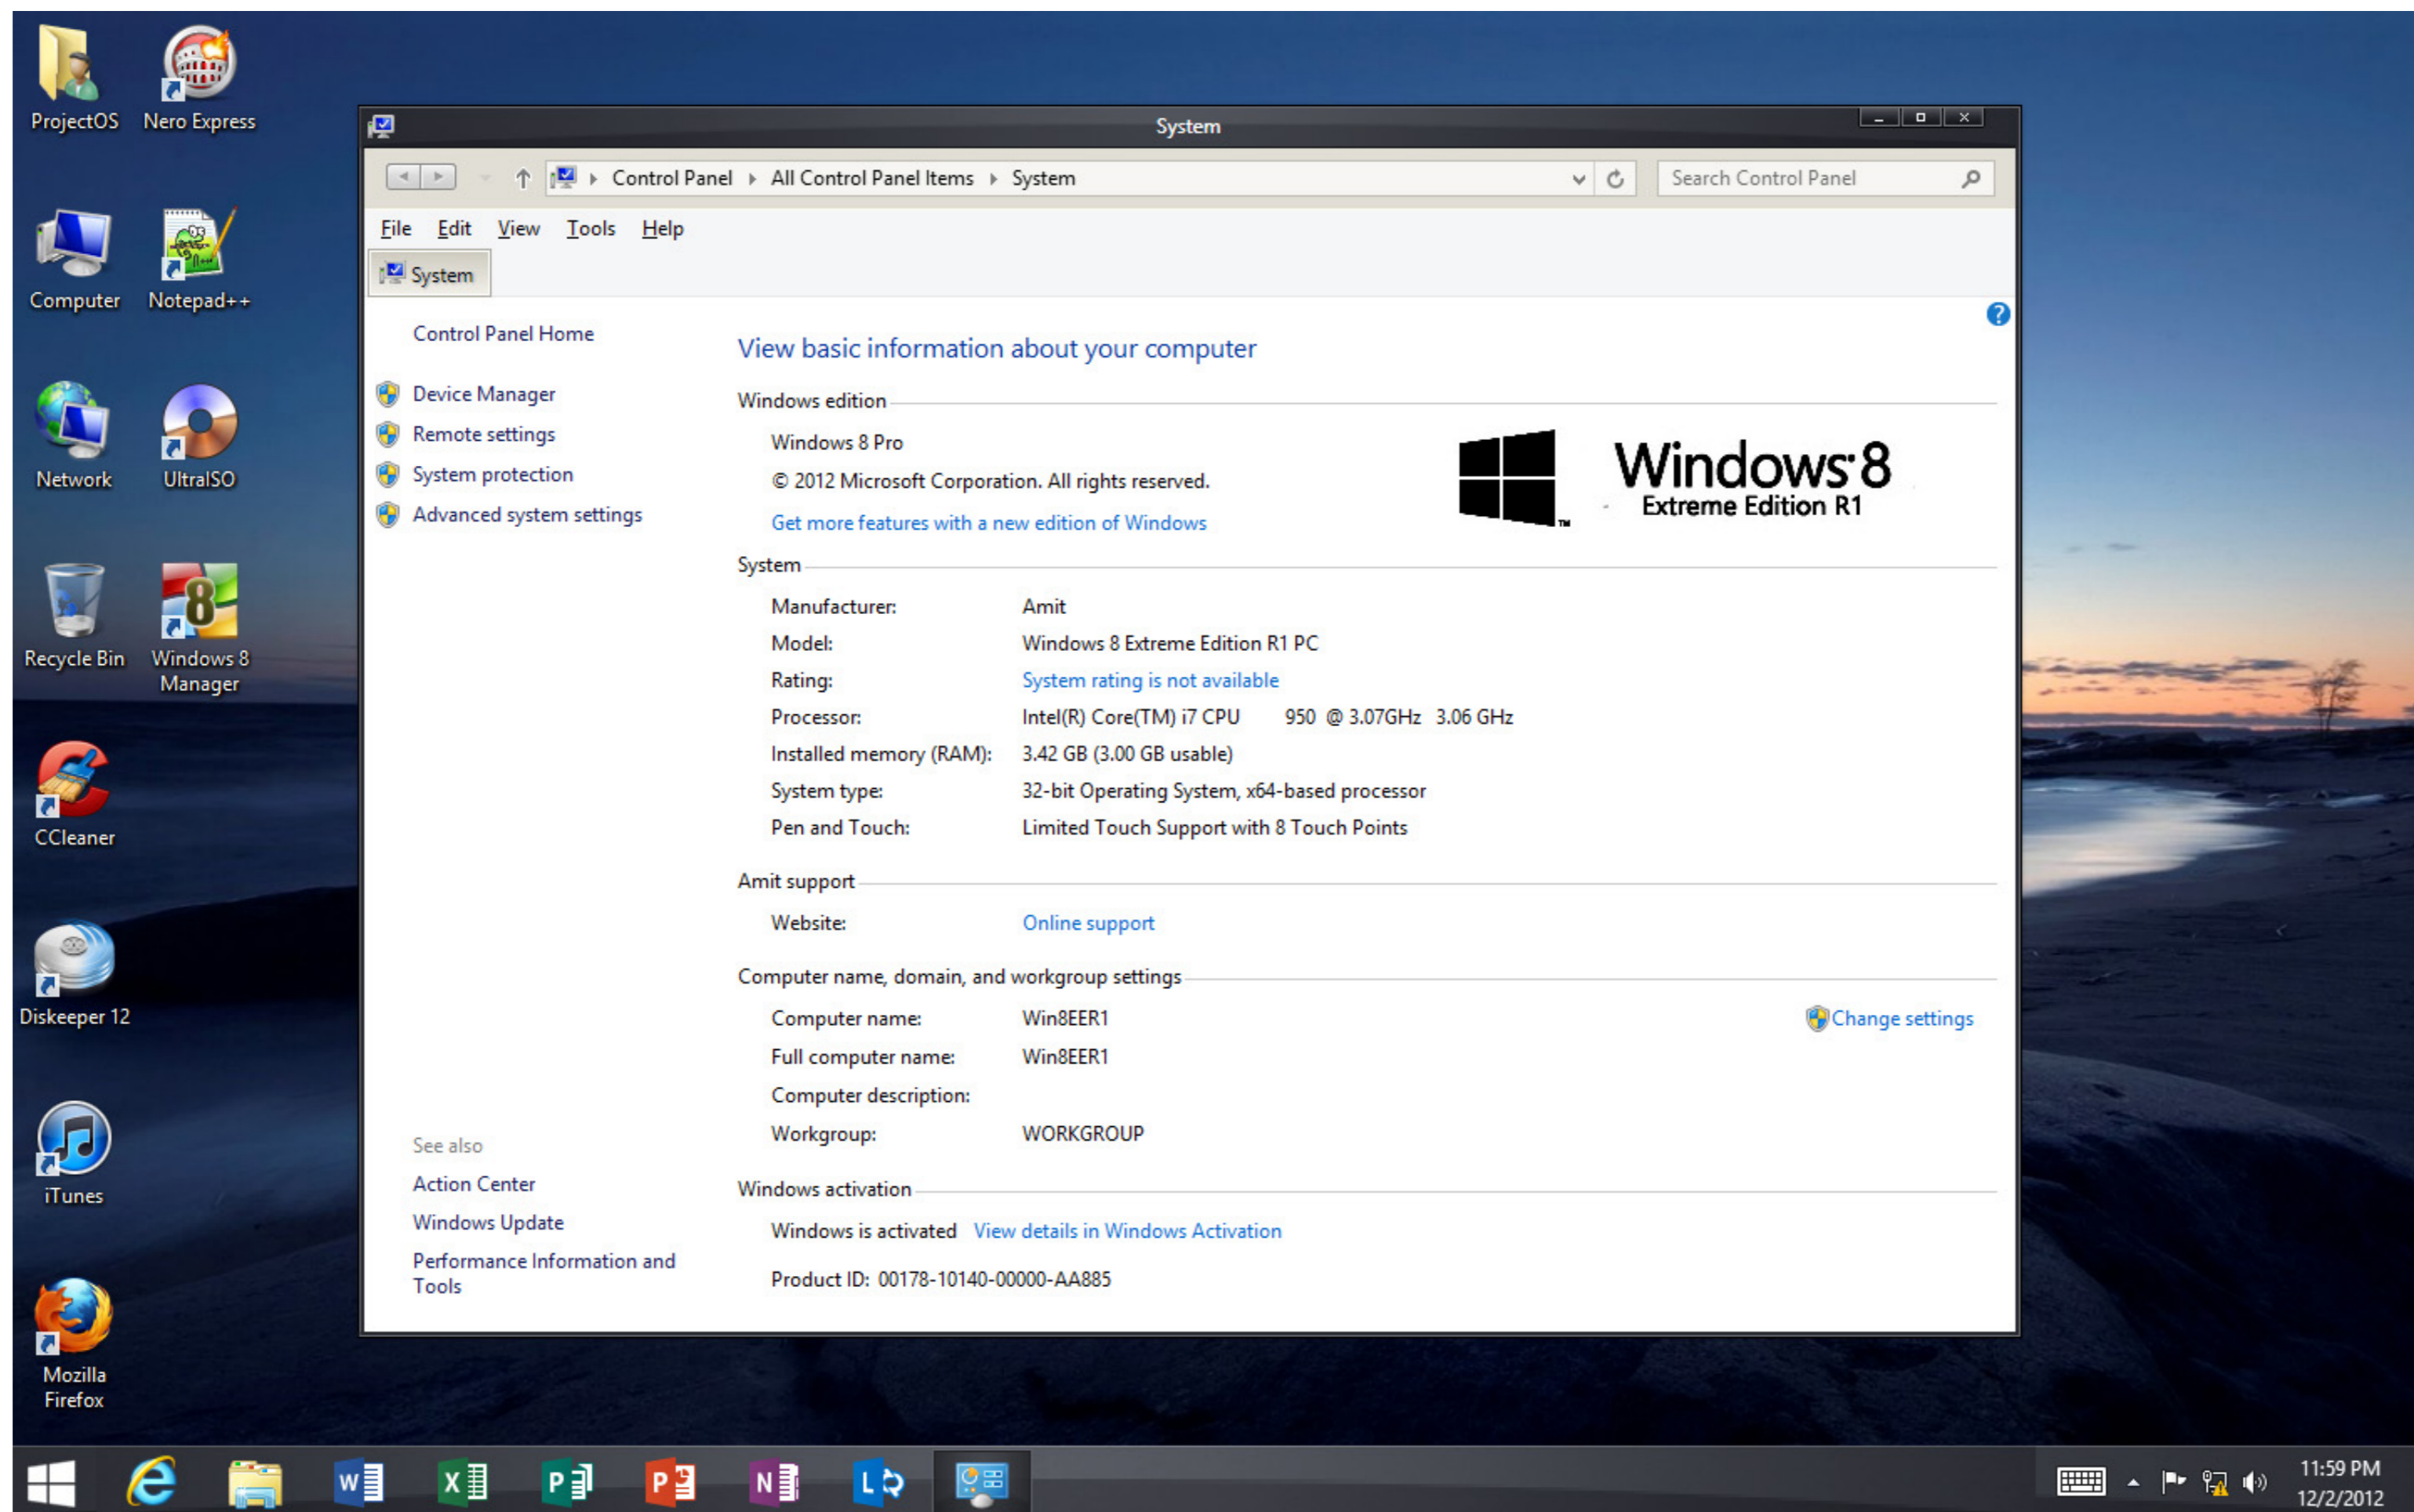 ProjectOS
Nero Express
Computer
Notepad++
Network
UltraISO
Recycle Bin
Windows 8
Manager
CCleaner
Diskeeper 12
iTunes
Mozilla
Firefox
System
Control Panel
All Control Panel Items
System
Search Control Panel
File Edit View Tools Help
System
Control Panel Home
Device Manager
Remote settings
System protection
Advanced system settings
See also
Action Center
Windows Update
Performance Information and
Tools
View basic information about your computer
Windows edition
Windows 8 Pro
© 2012 Microsoft Corporation. All rights reserved.
Get more features with a new edition of Windows
Windows 8
Extreme Edition R1
System
Manufacturer: Amit
Model: Windows 8 Extreme Edition R1 PC
Rating: System rating is not available
Processor: Intel(R) Core(TM) i7 CPU 950 @ 3.07GHz 3.06 GHz
Installed memory (RAM): 3.42 GB (3.00 GB usable)
System type: 32-bit Operating System, x64-based processor
Pen and Touch: Limited Touch Support with 8 Touch Points
Amit support
Website: Online support
Computer name, domain, and workgroup settings
Computer name: Win8EER1
Change settings
Full computer name: Win8EER1
Computer description:
Workgroup: WORKGROUP
Windows activation
Windows is activated View details in Windows Activation
Product ID: 00178-10140-00000-AA885
11:59 PM
12/2/2012